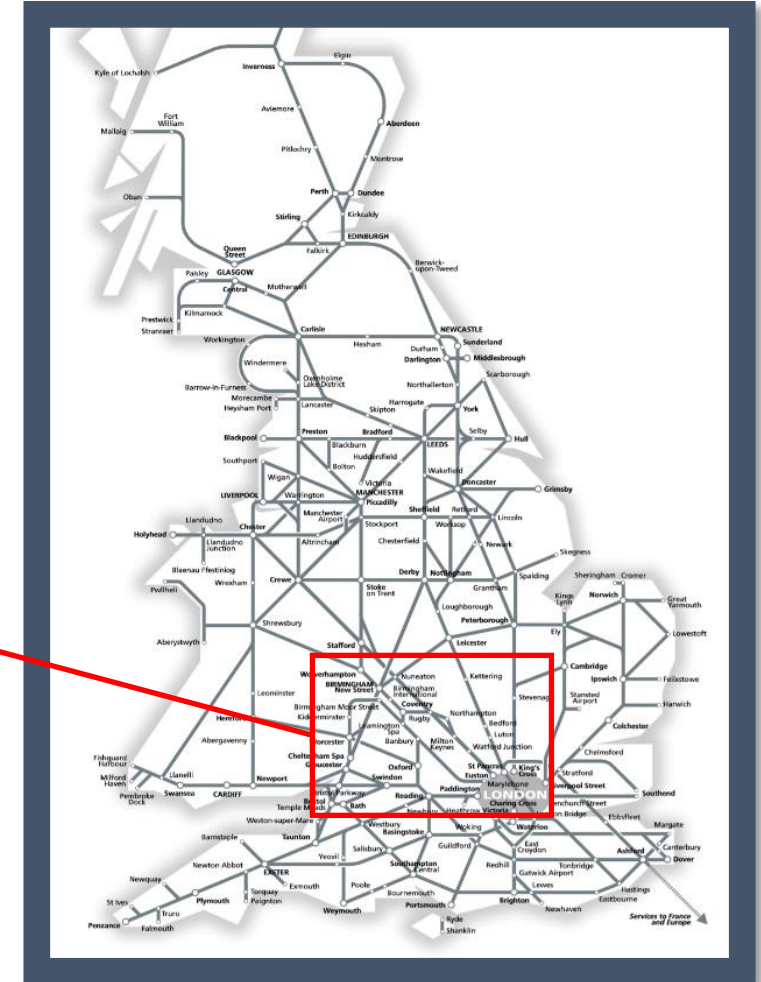 Elgin
Inverness
Kyle of Lochalsh
Aviemore
Fort
William
Mallaig
Aberdeen
Pitlochry
Montrose
Perth
Dundee
Oban
Kirkcaldy
Stirling
EDINBURGH
Queen
Street
Falkirk
Berwick-
upon-Tweed
Paisley
GLASGOW
Central
Motherwell
Prestwick
Kilmarnock
Stranraer
Carlisle
NEWCASTLE
Workington
Hexham
Durham
Sunderland
Darlington
Middlesbrough
Windermere
Scarborough
Oxenholme
Lake District
Barrow-in-Furness
Northallerton
Morecambe
Heysham Port
Lancaster
Harrogate
Skipton
York
Blackpool
Preston
Bradford
Selby
Blackburn
LEEDS
Hull
Huddersfield
Southport
Bolton
Wakefield
Wigan
Victoria
Doncaster
LIVERPOOL
Warrington
MANCHESTER
Piccadilly
Grimsby
Manchester
Airport
Sheffield
Retford
Llandudno
Stockport
Worksop
Lincoln
Holyhead
Chester
Llandudno
Junction
Altrincham
Chesterfield
Newark
Skegness
Blaenau Ffestiniog
Derby
Nottingham
Wrexham
Crewe
Stoke
on Trent
Grantham
Spalding
Sheringham
Cromer
Pwllheli
Kings
Lynn
Norwich
Great
Yarmouth
Loughborough
Shrewsbury
Peterborough
Ely
Lowestoft
Aberystwyth
Stafford
Leicester
Wolverhampton
Nuneaton
Kettering
Cambridge
BIRMINGHAM
New Street
Birmingham
International
Ipswich
Felixstowe
Leominster
Stevenag
Stansted
Airport
Birmingham Moor Street
Coventry
Harwich
Kidderminster
Rugby
Northampton
Hereford
Leamington
Spa
Bedford
Colchester
Worcester
Banbury
Milton
Keynes
Luton
Abergavenny
Watford Junction
Chelmsford
Cheltenham Spa
Gloucester
Oxford
St Pancras
King's
Cross
Fishguard
Harbour
Euston
Stratford
Llanelli
Newport
Swindon
Marylebone
Liverpool Street
Milford
Haven
Pembroke
Dock
Swansea
CARDIFF
Bristol Parkway
Reading
Paddington
LONDON
Southend
Bristol
Temple Meads
Bath
Newbury
Heathrow
Victoria
Charing Cross
Fenchurch Street
Weston-super-Mare
Westbury
Basingstoke
Woking
Waterloo
on Bridge
Ebbsfleet
Margate
Barnstaple
Taunton
Salisbury
Guildford
East
Croydon
Canterbury
Newton Abbot
Yeovil
Southampton
Central
Redhill
Tonbridge
Ashford
Dover
EXETER
Gatwick Airport
Newquay
Exmouth
Poole
Lewes
Hastings
St Ives
Plymouth
Torquay
Paignton
Bournemouth
Eastbourne
Truro
Weymouth
Portsmouth
Brighton
Newhaven
Penzance
Falmouth
Ryde
Shanklin
Services to France
and Europe